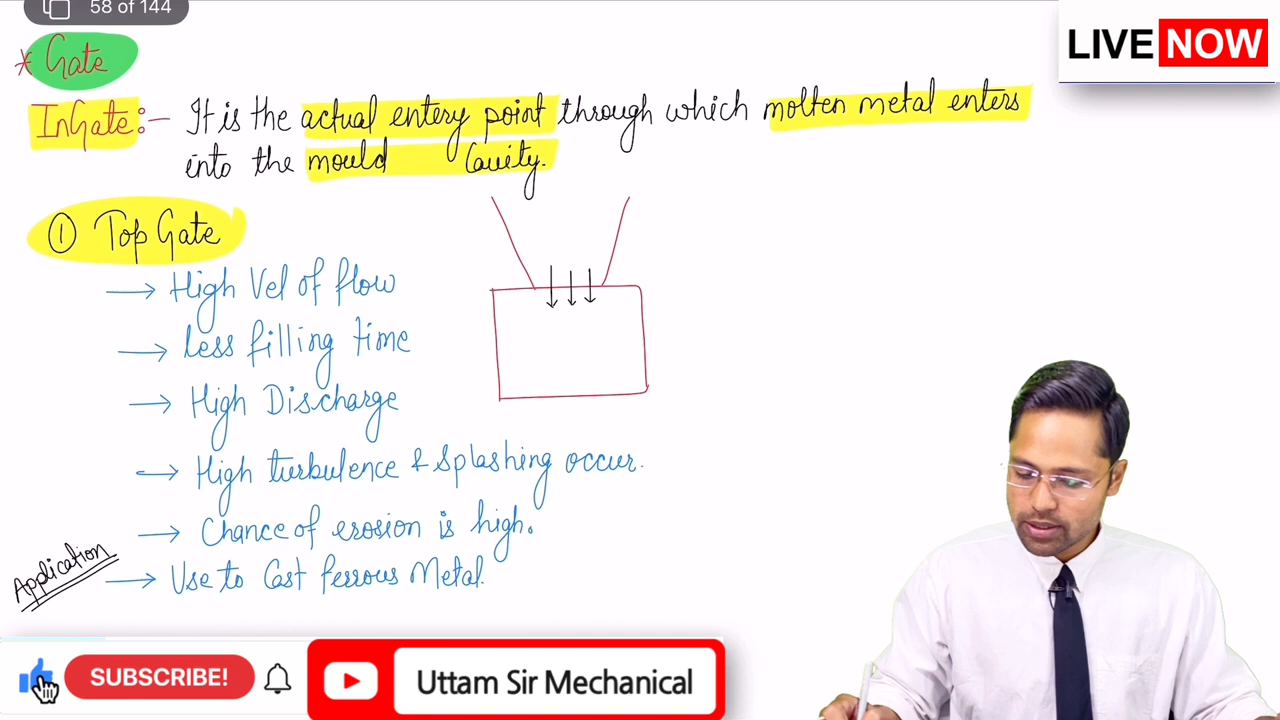 58 of 144
LIVE NOW
* Gate
InGate:- It is the actual entery point through which molten metal enters
into the mould Cavity.
① Top Gate
→ High Vel of flow
→ less filling time
→ High Discharge
→ High turbulence & Splashing occur.
→ Chance of erosion is high.
Application
→ Use to Cast ferrous Metal.
SUBSCRIBE!
Uttam Sir Mechanical